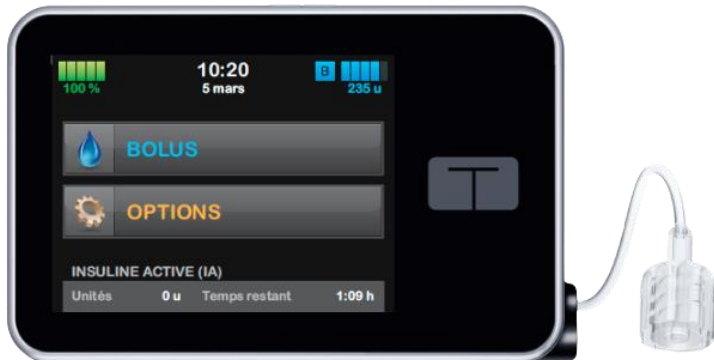 10:20
100 %
5 mars
B
235 u
BOLUS
OPTIONS
INSULINE ACTIVE (IA)
Unités 0 u Temps restant 1:09 h